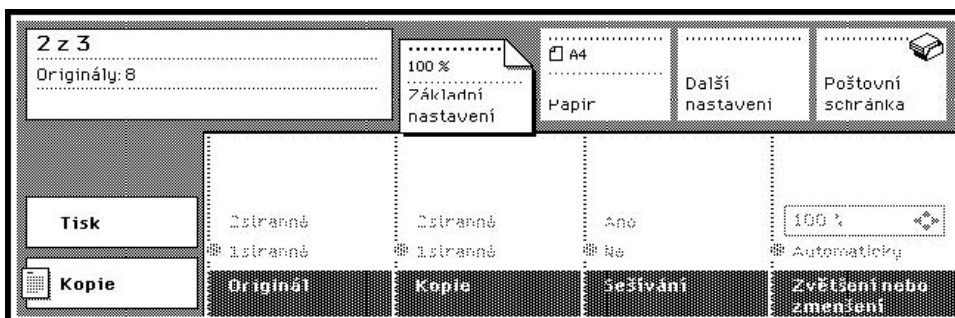 2 z 3
Originály: 8
100 %
Základní
nastavení
A4
Papír
Další
nastavení
Poštovní
schránka
Tisk
Kopie
2stranné
1stranné
Originál
2stranné
1stranné
Kopie
Ano
Ne
Sešívání
100 %
Automaticky
Zvětšení nebo
zmenšení